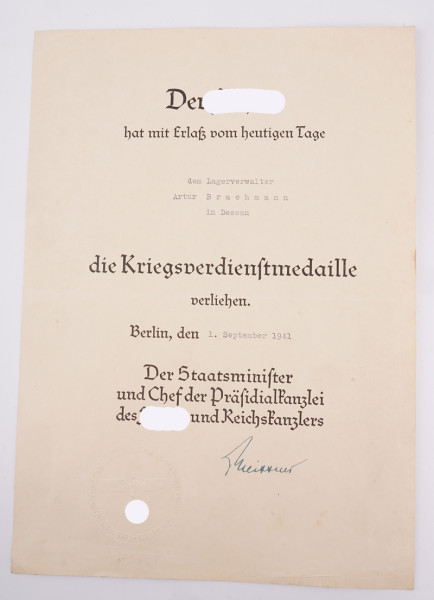 Der
hat mit Erlaß vom heutigen Tage
dem Lagerverwalter
Artur Brachmann
in Dessau
die Kriegsverdienstmedaille
verliehen.
Berlin, den 1. September 1941
Der Staatsminister
und Chef der Präsidialkanzlei
des und Reichskanzlers
Meissner